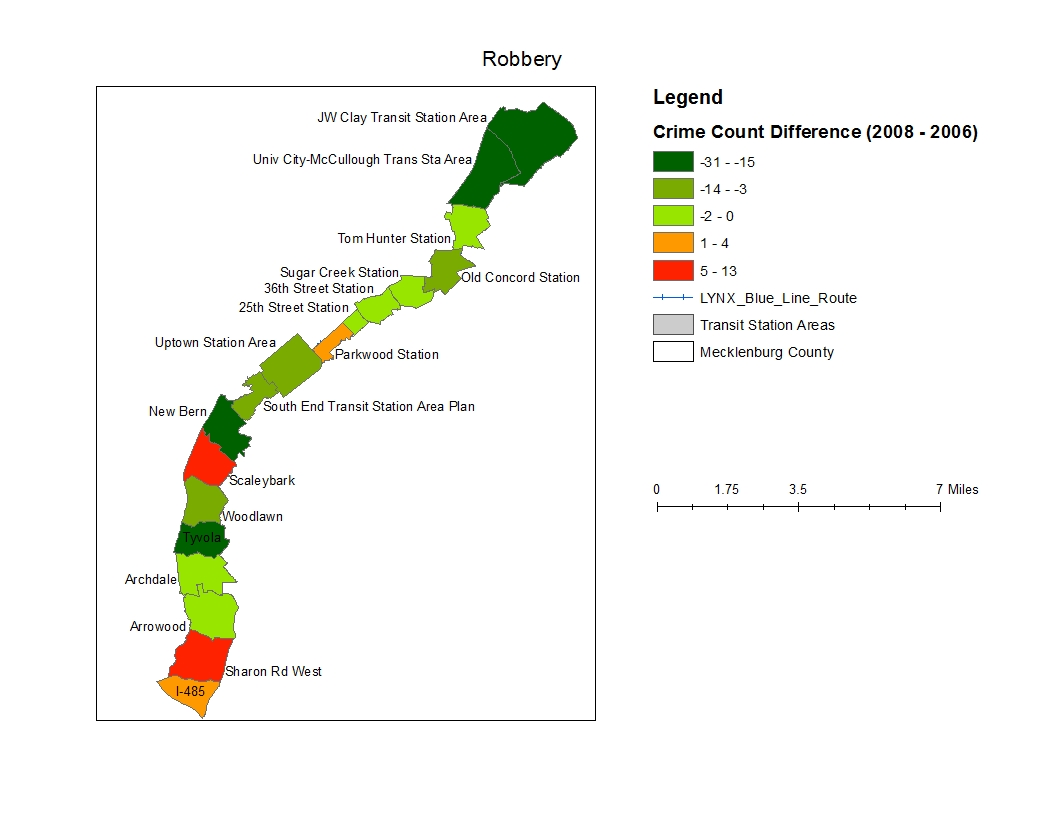 Robbery
JW Clay Transit Station Area
Univ City-McCullough Trans Sta Area
Tom Hunter Station
Sugar Creek Station
Old Concord Station
36th Street Station
25th Street Station
Uptown Station Area
Parkwood Station
New Bern
South End Transit Station Area Plan
Scaleybark
Woodlawn
Tyvola
Archdale
Arrowood
Sharon Rd West
I-485
Legend
Crime Count Difference (2008 - 2006)
-31 - -15
-14 - -3
-2 - 0
1 - 4
5 - 13
LYNX_Blue_Line_Route
Transit Station Areas
Mecklenburg County
0 1.75 3.5 7 Miles